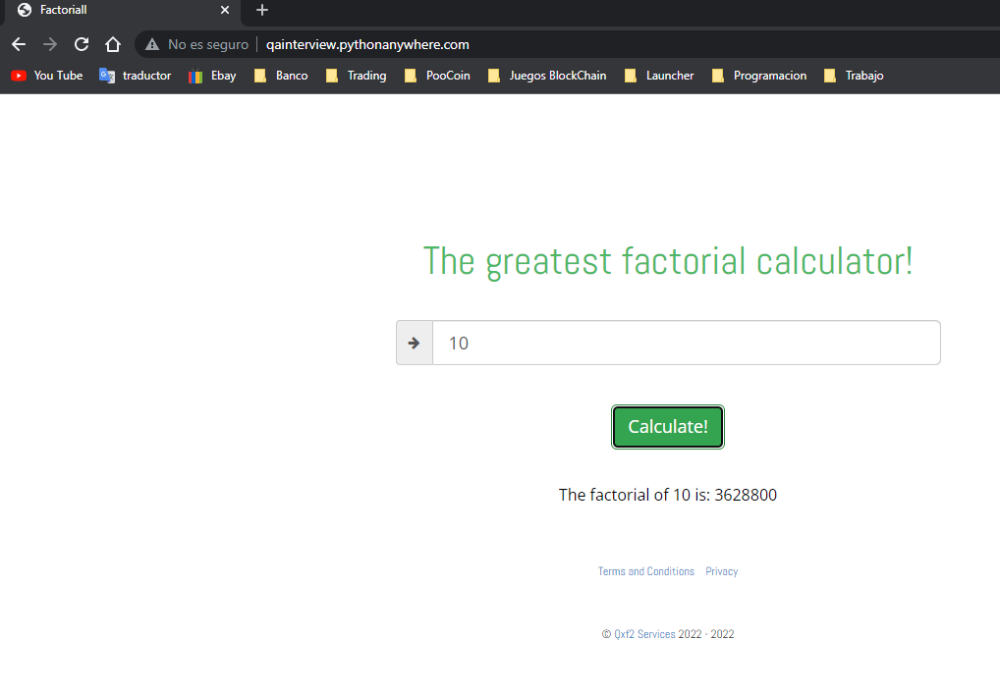 Factoriall
No es seguro qainterview.pythonanywhere.com
You Tube traductor Ebay Banco Trading PooCoin Juegos BlockChain Launcher Programacion Trabajo
The greatest factorial calculator!
10
Calculate!
The factorial of 10 is: 3628800
Terms and Conditions Privacy
© Qxf2 Services 2022 - 2022